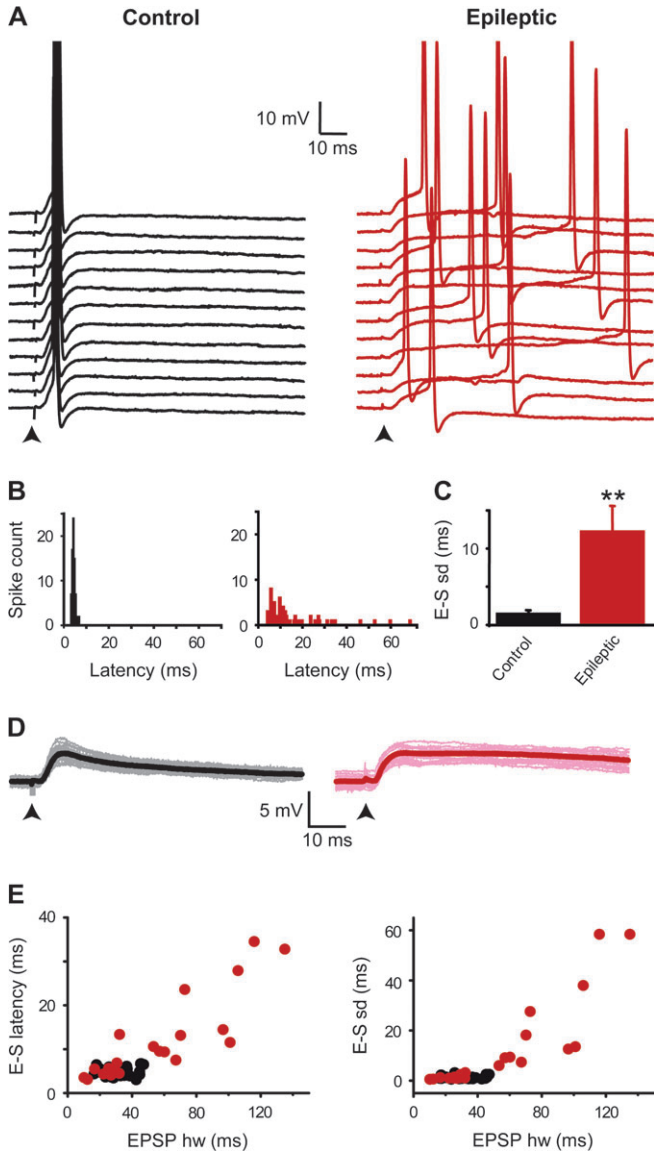 A
Control
Epileptic
10 mV
10 ms
B
Spike count
20
10
0
0 20 40 60
Latency (ms)
20
10
0
0 20 40 60
Latency (ms)
C
E-S sd (ms)
10
0
**
Control
Epileptic
D
5 mV
10 ms
E
E-S latency (ms)
40
20
0
0 40 80 120
EPSP hw (ms)
E-S sd (ms)
60
40
20
0
0 40 80 120
EPSP hw (ms)